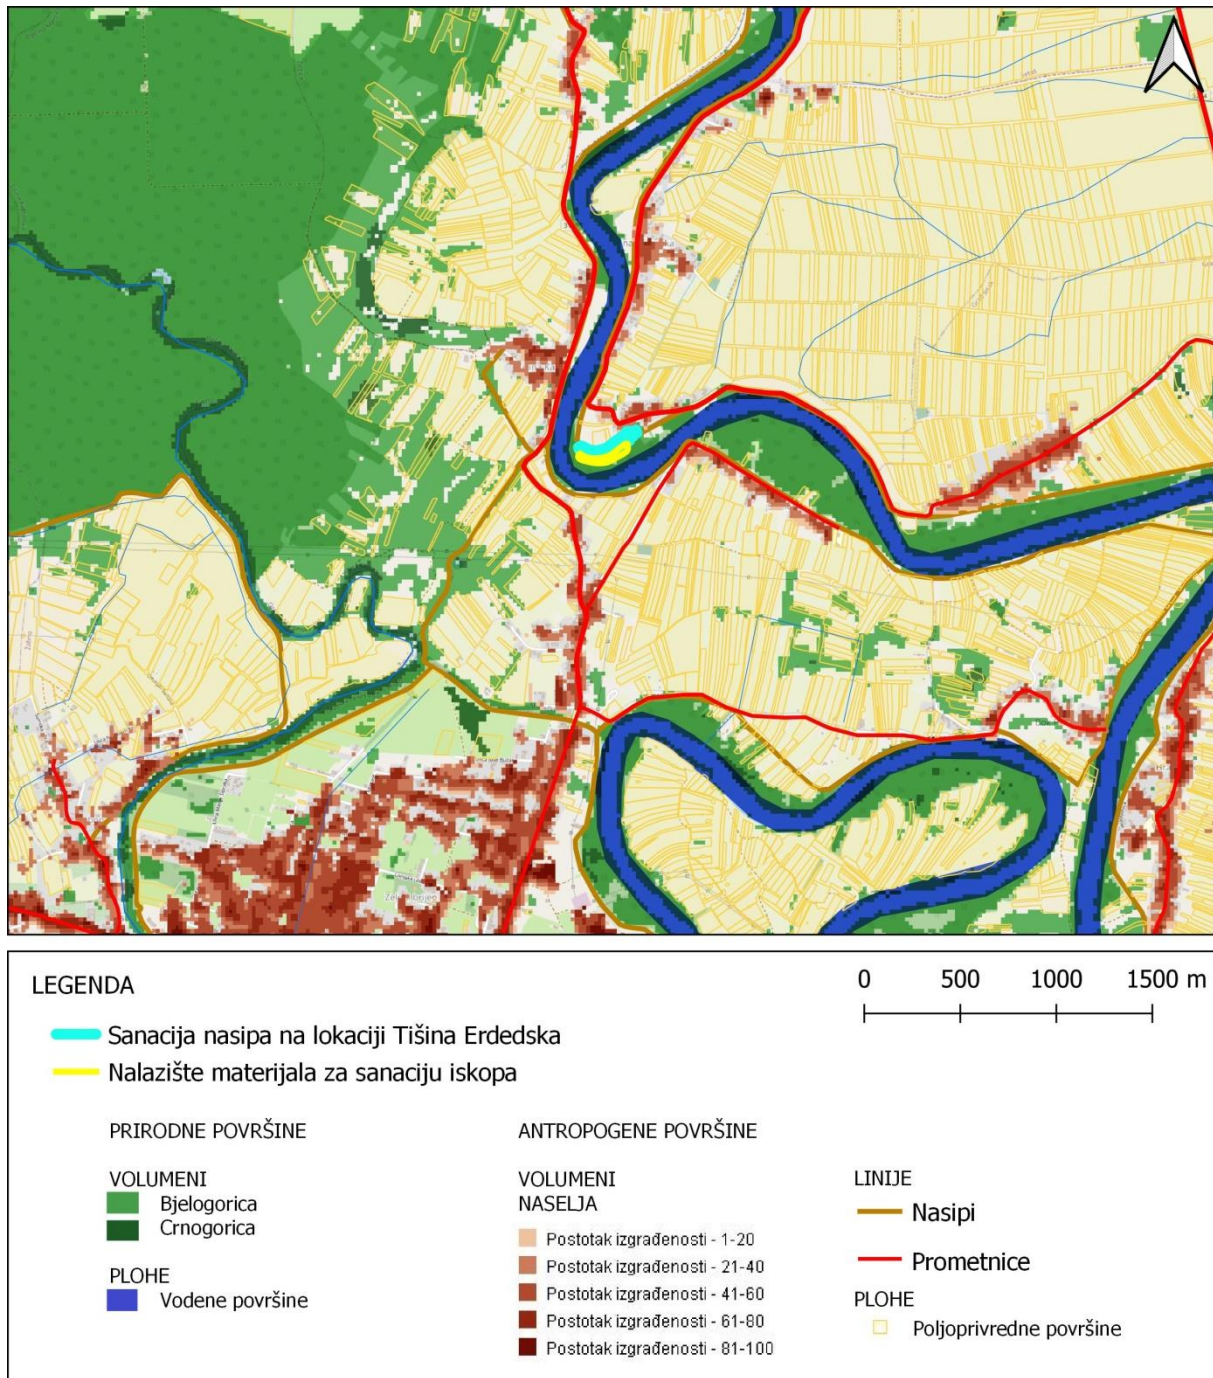 LEGENDA
0 500 1000 1500 m
Sanacija nasipa na lokaciji Tišina Erdedska
Nalazište materijala za sanaciju iskopa
PRIRODNE POVRŠINE
VOLUMENI
Bjelogorica
Crnogorica
PLOHE
Vodene površine
ANTROPOGENE POVRŠINE
VOLUMENI
NASELJA
Postotak izgrađenosti - 1-20
Postotak izgrađenosti - 21-40
Postotak izgrađenosti - 41-60
Postotak izgrađenosti - 61-80
Postotak izgrađenosti - 81-100
LINIJE
Nasipi
Prometnice
PLOHE
Poljoprivredne površine